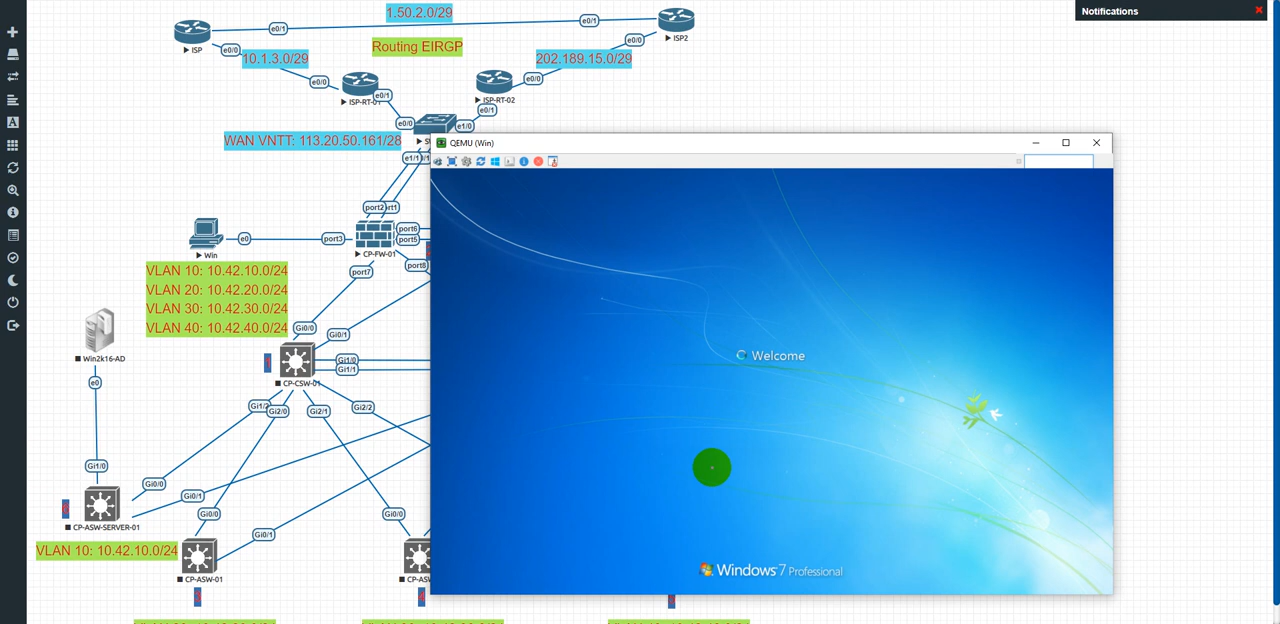 Notifications
1.50.2.0/29
e0/1
e0/1
ISP
ISP2
e0/0
e0/0
Routing EIRGP
10.1.3.0/29
202.189.15.0/29
e0/0
e0/0
e0/1
ISP-RT-01
ISP-RT-02
e0/1
e0/0
e1/0
WAN VNTT: 113.20.50.161/28
e1/1
QEMU (Win)
port2
port6
port5
e0
port3
Win
CP-FW-01
port8
port7
VLAN 10: 10.42.10.0/24
VLAN 20: 10.42.20.0/24
VLAN 30: 10.42.30.0/24
VLAN 40: 10.42.40.0/24
Gi0/0
Gi0/1
Win2k16-AD
Gi1/0
Gi1/1
Welcome
e0
CP-CSW-01
Gi2/0
Gi2/1
Gi2/2
Gi1/0
Gi0/0
Gi0/1
Gi0/0
Gi0/0
CP-ASW-SERVER-01
Gi0/1
VLAN 10: 10.42.10.0/24
CP-ASW-01
Windows 7 Professional